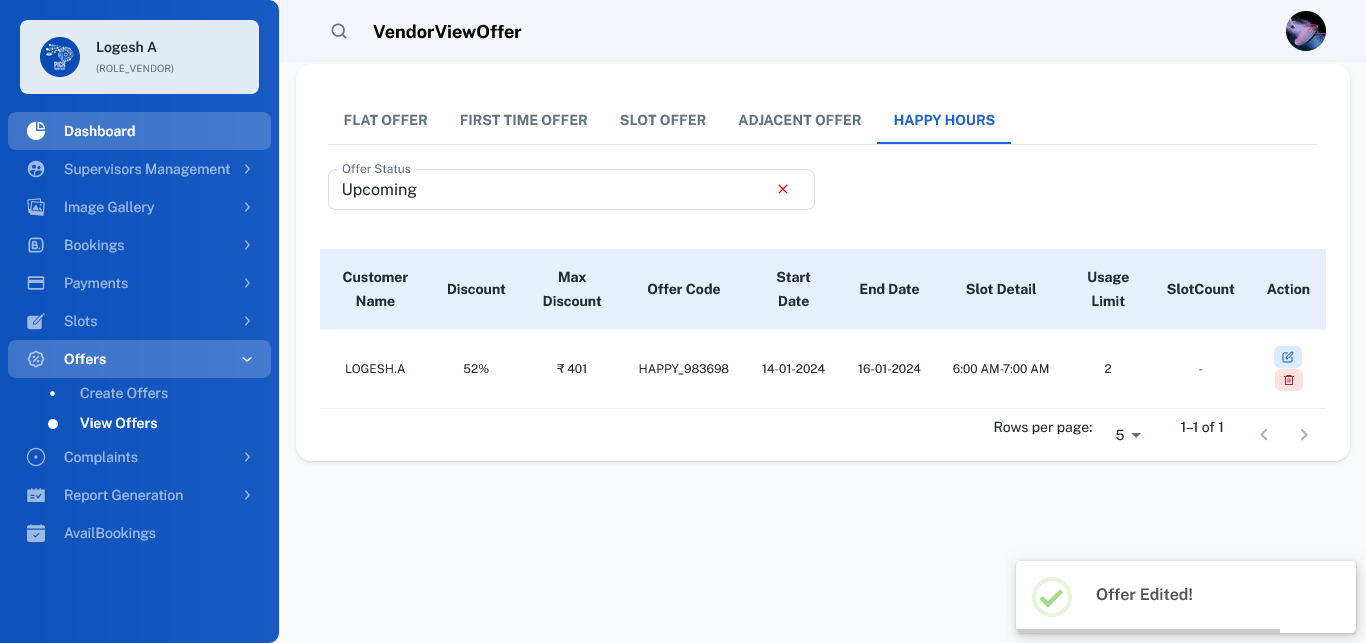 Logesh A
(ROLE_VENDOR)
Dashboard
Supervisors Management
Image Gallery
Bookings
Payments
Slots
Offers
Create Offers
View Offers
Complaints
Report Generation
AvailBookings
VendorViewOffer
FLAT OFFER FIRST TIME OFFER SLOT OFFER ADJACENT OFFER HAPPY HOURS
Offer Status
Upcoming
Customer Name Discount Max Discount Offer Code Start Date End Date Slot Detail Usage Limit SlotCount Action
LOGESH.A 52% ₹ 401 HAPPY_983698 14-01-2024 16-01-2024 6:00 AM-7:00 AM 2 -
Rows per page: 5 1–1 of 1
Offer Edited!